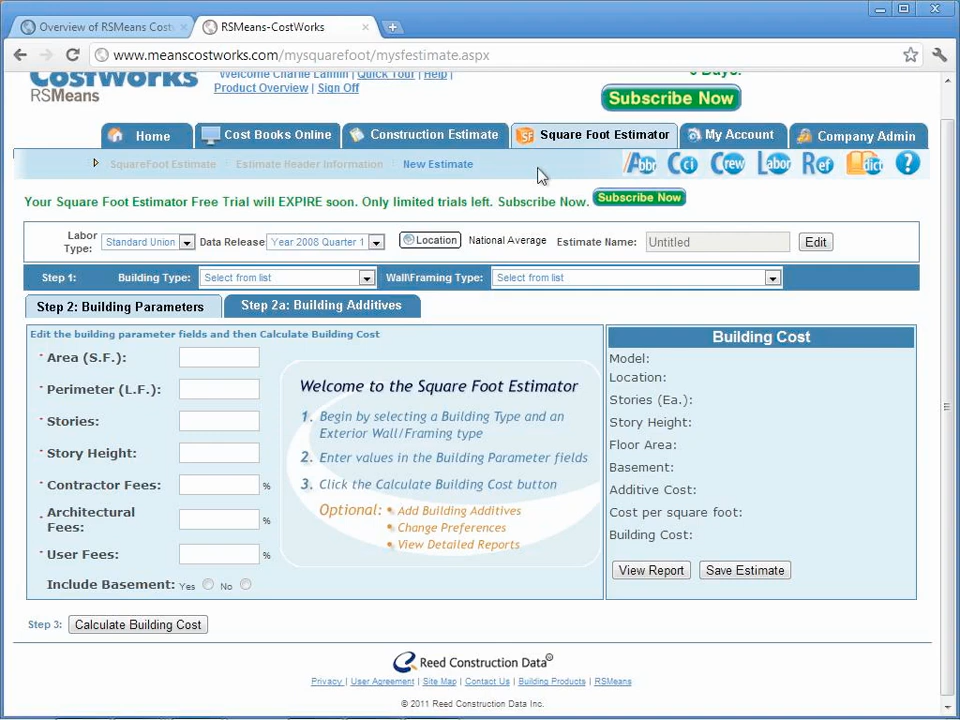 Overview of RSMeans Cost
RSMeans-CostWorks
www.meanscostworks.com/mysquarefoot/mysfestimate.aspx
CostWorks
RSMeans
Welcome Charlie Lannin | Quick Tour | Help |
Product Overview | Sign Off
Days.
Subscribe Now
Home
Cost Books Online
Construction Estimate
SF
Square Foot Estimator
My Account
Company Admin
SquareFoot Estimate
Estimate Header Information
New Estimate
Abbr
Cci
Crew
Labor
Ref
dict
?
Your Square Foot Estimator Free Trial will EXPIRE soon. Only limited trials left. Subscribe Now.
Subscribe Now
Labor Type:
Standard Union
Data Release:
Year 2008 Quarter 1
Location
National Average
Estimate Name:
Untitled
Edit
Step 1:
Building Type:
Select from list
Wall\Framing Type:
Select from list
Step 2: Building Parameters
Step 2a: Building Additives
Edit the building parameter fields and then Calculate Building Cost
* Area (S.F.):
* Perimeter (L.F.):
* Stories:
* Story Height:
* Contractor Fees: %
* Architectural Fees: %
* User Fees: %
Include Basement: Yes No
Welcome to the Square Foot Estimator
1. Begin by selecting a Building Type and an
Exterior Wall/Framing type
2. Enter values in the Building Parameter fields
3. Click the Calculate Building Cost button
Optional: • Add Building Additives
• Change Preferences
• View Detailed Reports
Building Cost
Model:
Location:
Stories (Ea.):
Story Height:
Floor Area:
Basement:
Additive Cost:
Cost per square foot:
Building Cost:
View Report
Save Estimate
Step 3:
Calculate Building Cost
Reed Construction Data®
Privacy | User Agreement | Site Map | Contact Us | Building Products | RSMeans
© 2011 Reed Construction Data Inc.